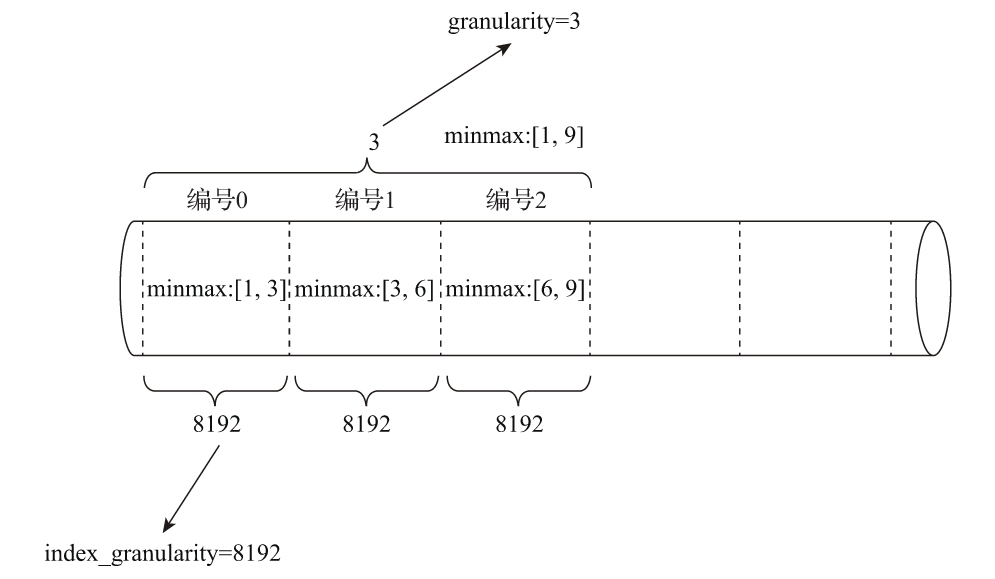 granularity=3
3
minmax:[1, 9]
编号0 编号1 编号2
minmax:[1, 3] minmax:[3, 6] minmax:[6, 9]
8192 8192 8192
index_granularity=8192